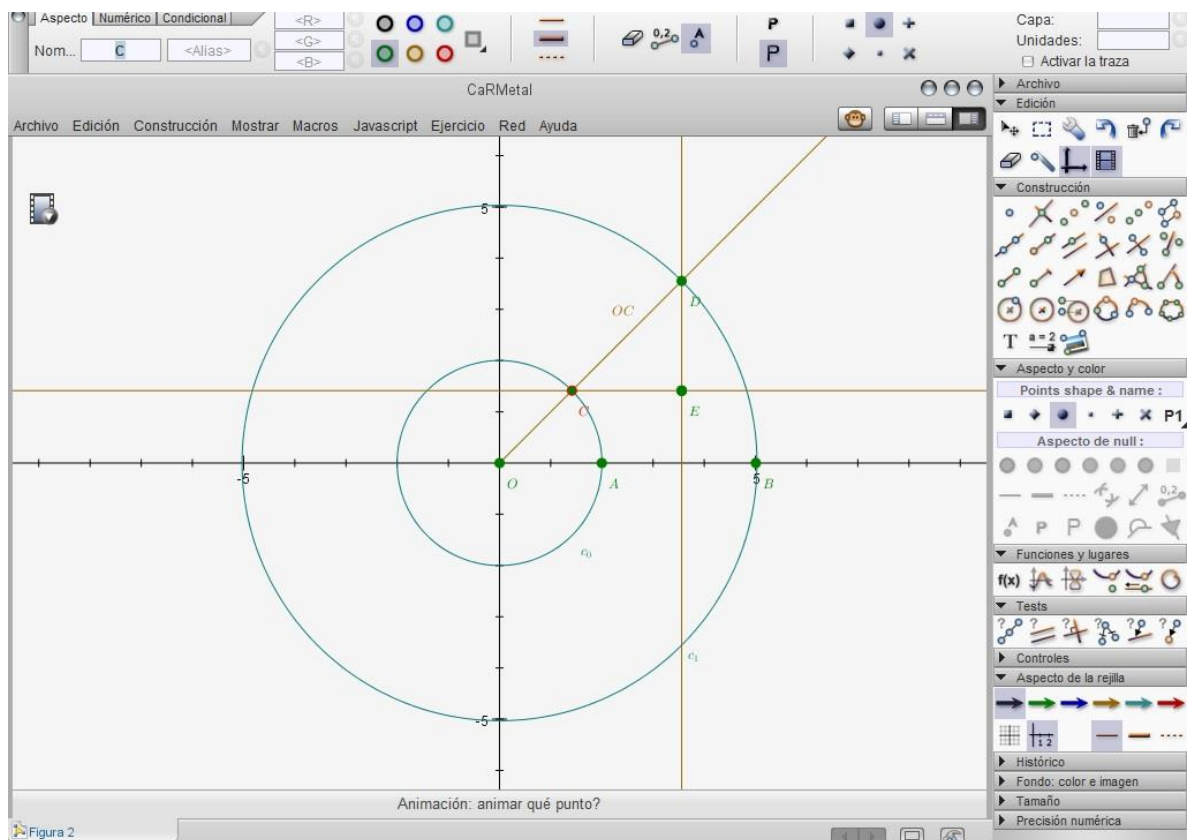 Aspecto Numérico Condicional
Nom... C <Alias>
<R>
<G>
<B>
0,2 A
P
P
Capa:
Unidades:
Activar la traza
CaRMetal
Archivo Edición Construcción Mostrar Macros Javascript Ejercicio Red Ayuda
5
D
OC
C
E
-5
O
A
5
B
c0
c1
-5
Animación: animar qué punto?
Figura 2
Archivo
Edición
Construcción
T a = 2
Aspecto y color
Points shape & name :
P1
Aspecto de null :
0,2
A P P
Funciones y lugares
f(x)
Tests
? ? ? ? ? ?
Controles
Aspecto de la rejilla
1 2
Histórico
Fondo: color e imagen
Tamaño
Precisión numérica